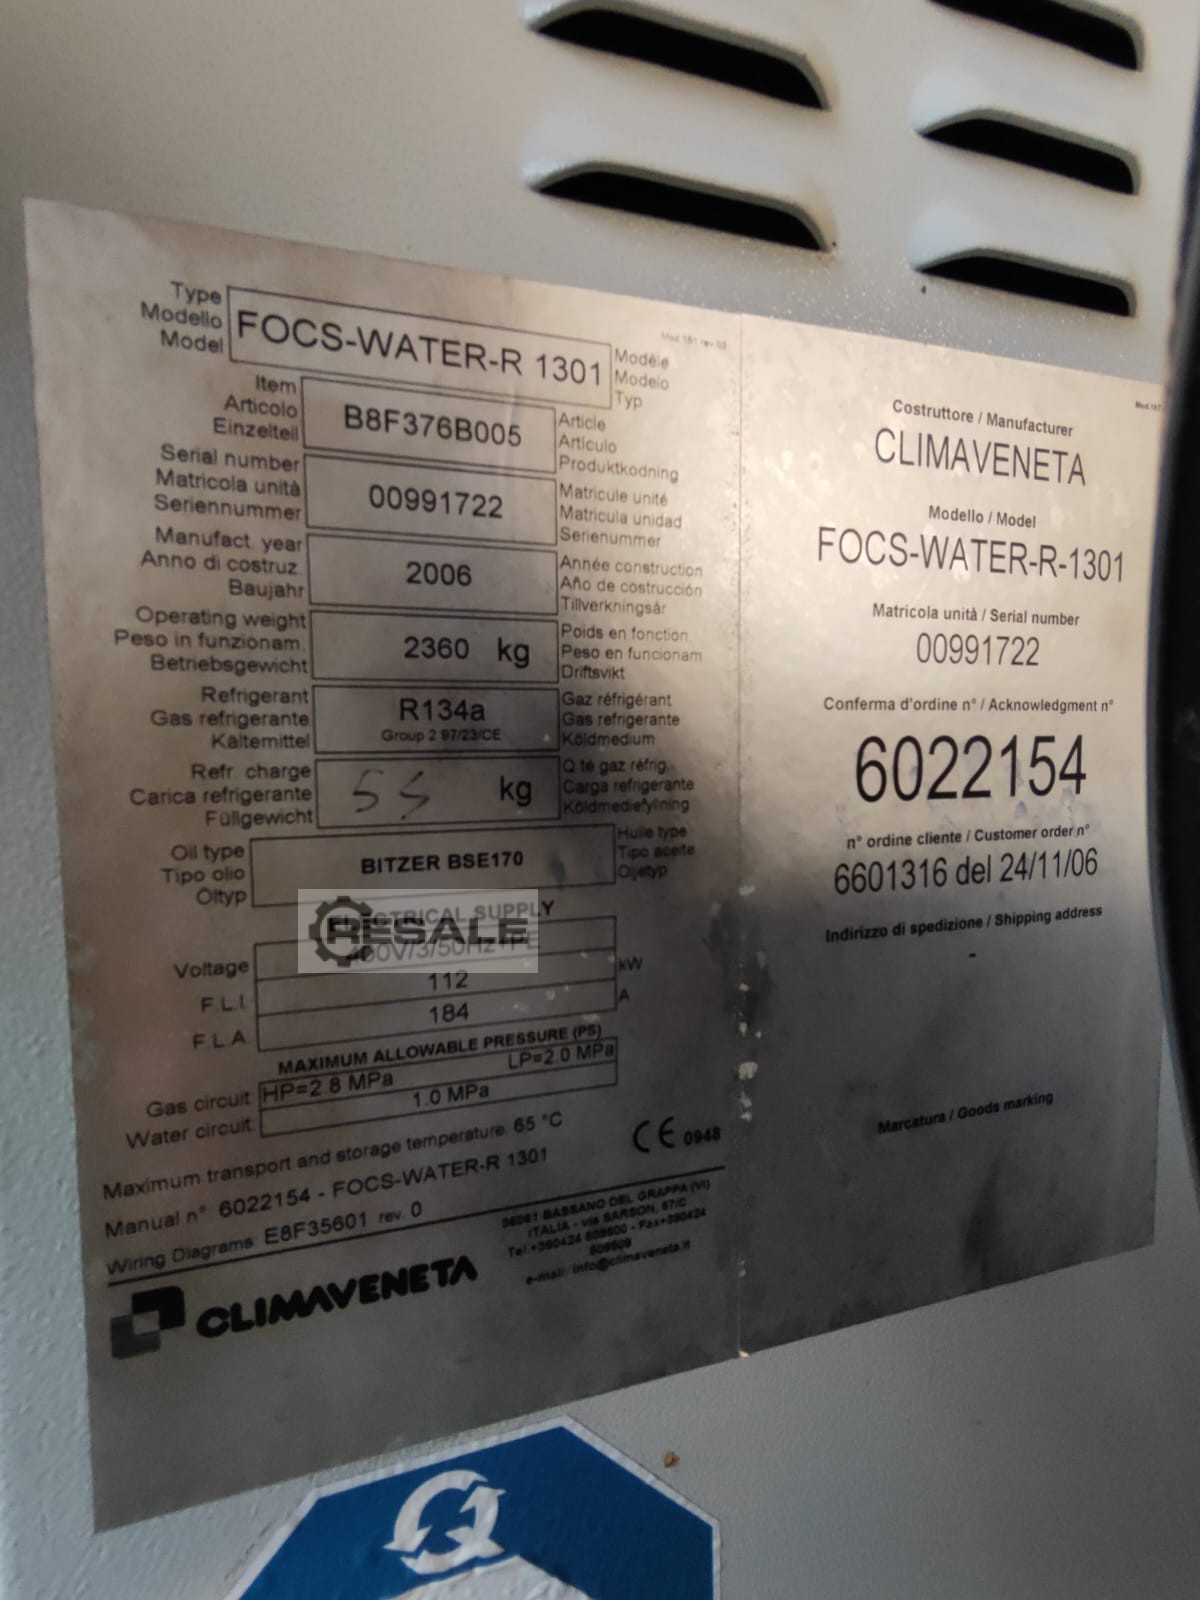 Type
Modello
Model
FOCS-WATER-R 1301
Modèle
Modelo
Typ
Mod 151 rev 03
Item
Articolo
Einzelteil
B8F376B005
Article
Articulo
Produktkodning
Serial number
Matricola unità
Seriennummer
00991722
Matricule unité
Matricula unidad
Serienummer
Manufact. year
Anno di costruz.
Baujahr
2006
Année construction
Año de costrucción
Tillverkningsår
Operating weight
Peso in funzionam.
Betriebsgewicht
2360 kg
Poids en fonction.
Peso en funcionam
Driftsvikt
Refrigerant
Gas refrigerante
Kältemittel
R134a
Group 2 97/23/CE
Gaz réfrigérant
Gas refrigerante
Köldmedium
Refr. charge
Carica refrigerante
Füllgewicht
55 kg
Q.té gaz réfrig.
Carga refrigerante
Köldmediefyllning
Oil type
Tipo olio
Öltyp
BITZER BSE170
Huile type
Tipo aceite
Oljetyp
ELECTRICAL SUPPLY
RESALE
Voltage
400V/3/50Hz+PE
F.L.I.
112
kW
F.L.A.
184
A
MAXIMUM ALLOWABLE PRESSURE (PS)
Gas circuit: HP=2.8 MPa LP=2.0 MPa
Water circuit: 1.0 MPa
Maximum transport and storage temperature: 65 °C
Manual n°: 6022154 - FOCS-WATER-R 1301
Wiring Diagrams: E8F35601 rev. 0
CE 0948
CLIMAVENETA
36061 BASSANO DEL GRAPPA (VI)
ITALIA - via SARSON, 57/C
Tel.+390424 509500 - Fax+390424
509509
e-mail: info@climaveneta.it
Costruttore / Manufacturer
CLIMAVENETA
Modello / Model
FOCS-WATER-R-1301
Matricola unità / Serial number
00991722
Conferma d'ordine n° / Acknowledgment n°
6022154
n° ordine cliente / Customer order n°
6601316 del 24/11/06
Indirizzo di spedizione / Shipping address
-
Marcatura / Goods marking